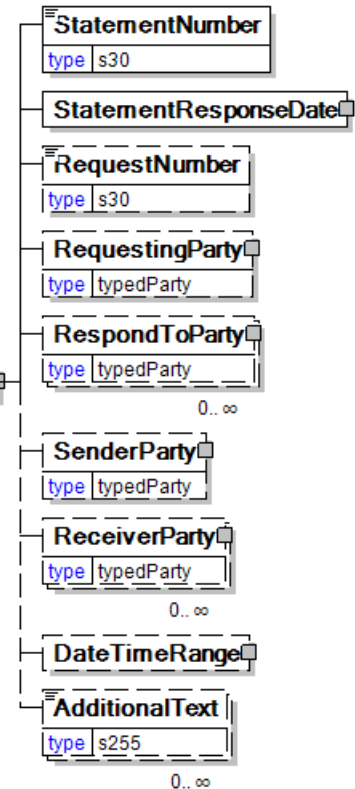 StatementNumber
type s30
StatementResponseDate
RequestNumber
type s30
RequestingParty
type typedParty
RespondToParty
type typedParty
0.. ∞
SenderParty
type typedParty
ReceiverParty
type typedParty
0.. ∞
DateTimeRange
AdditionalText
type s255
0.. ∞